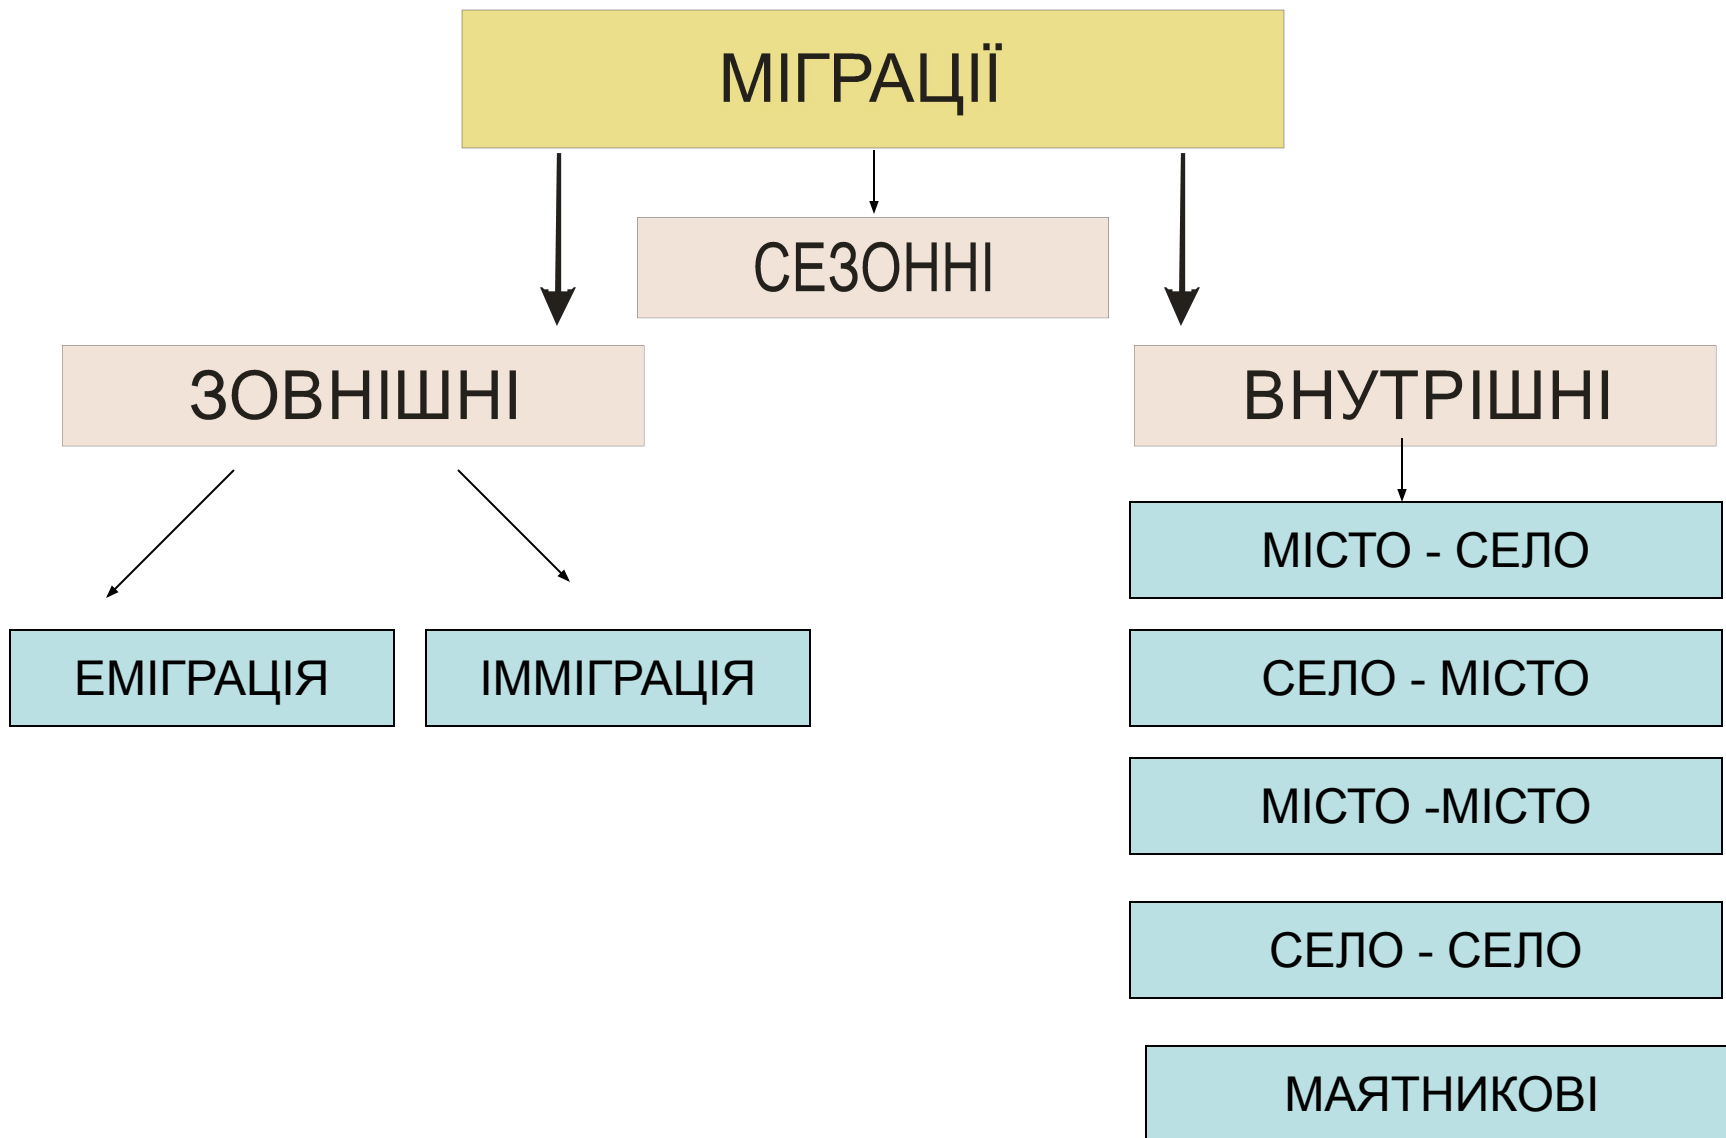 МІГРАЦІЇ
СЕЗОННІ
ЗОВНІШНІ
ВНУТРІШНІ
МІСТО - СЕЛО
ЕМІГРАЦІЯ
ІММІГРАЦІЯ
СЕЛО - МІСТО
МІСТО -МІСТО
СЕЛО - СЕЛО
МАЯТНИКОВІ